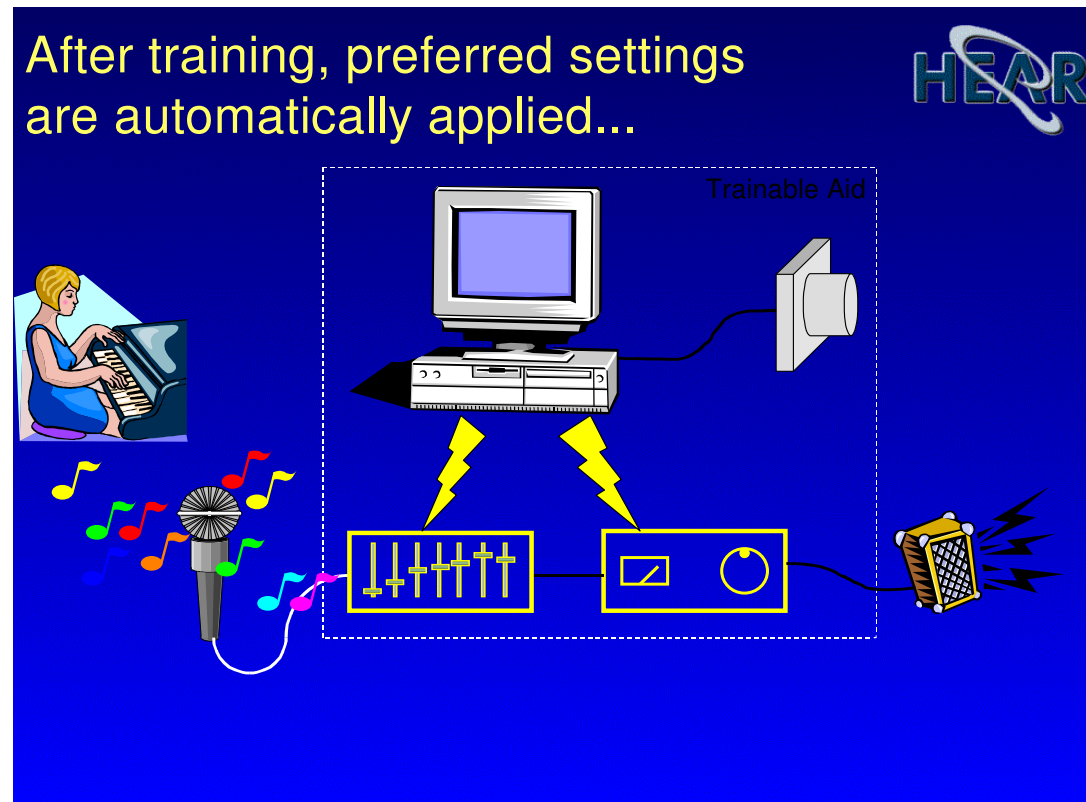 After training, preferred settings
are automatically applied...
HEAR
Trainable Aid